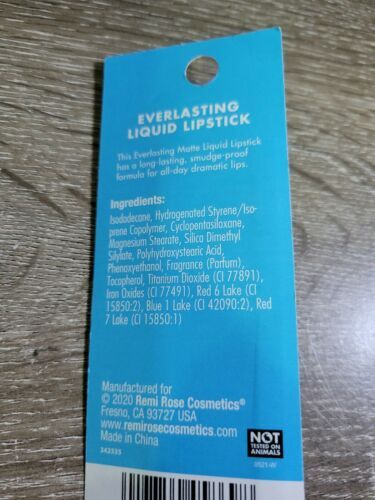 EVERLASTING
LIQUID LIPSTICK
This Everlasting Matte Liquid Lipstick
has a long-lasting, smudge-proof
formula for all-day dramatic lips.
Ingredients:
Isododecane, Hydrogenated Styrene/Iso-
prene Copolymer, Cyclopentasiloxane,
Magnesium Stearate, Silica Dimethyl
Silylate, Polyhydroxystearic Acid,
Phenoxyethanol, Fragrance (Parfum),
Tocopherol, Titanium Dioxide (CI 77891),
Iron Oxides (CI 77491), Red 6 Lake (CI
15850:2), Blue 1 Lake (CI 42090:2), Red
7 Lake (CI 15850:1)
Manufactured for
© 2020 Remi Rose Cosmetics®
Fresno, CA 93727 USA
www.remirosecosmetics.com
Made in China
242535
NOT
TESTED ON
ANIMALS